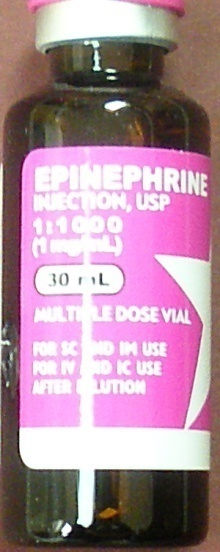 EPINEPHRINE
INJECTION, USP
1:1000
(1 mg/mL)
30 mL
MULTIPLE DOSE VIAL
FOR SC AND IM USE
FOR IV AND IC USE
AFTER DILUTION